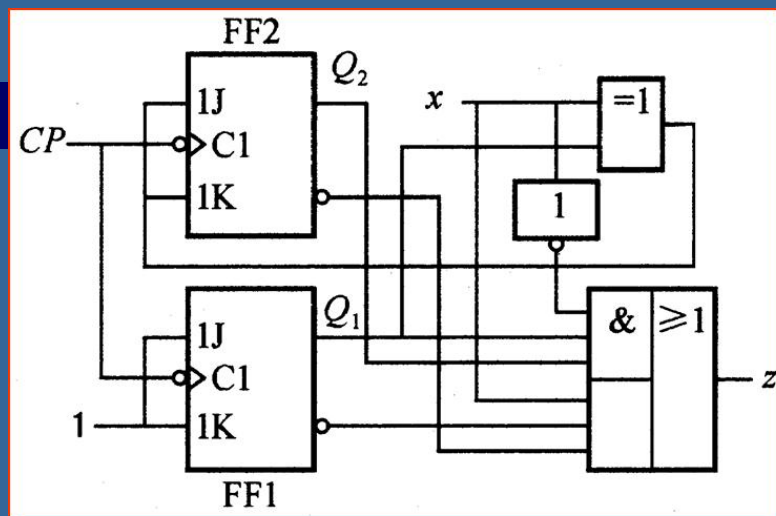 FF2
1J
Q₂
x
=1
CP
C1
1K
1
1J
Q₁
&
≥1
C1
z
1
1K
FF1